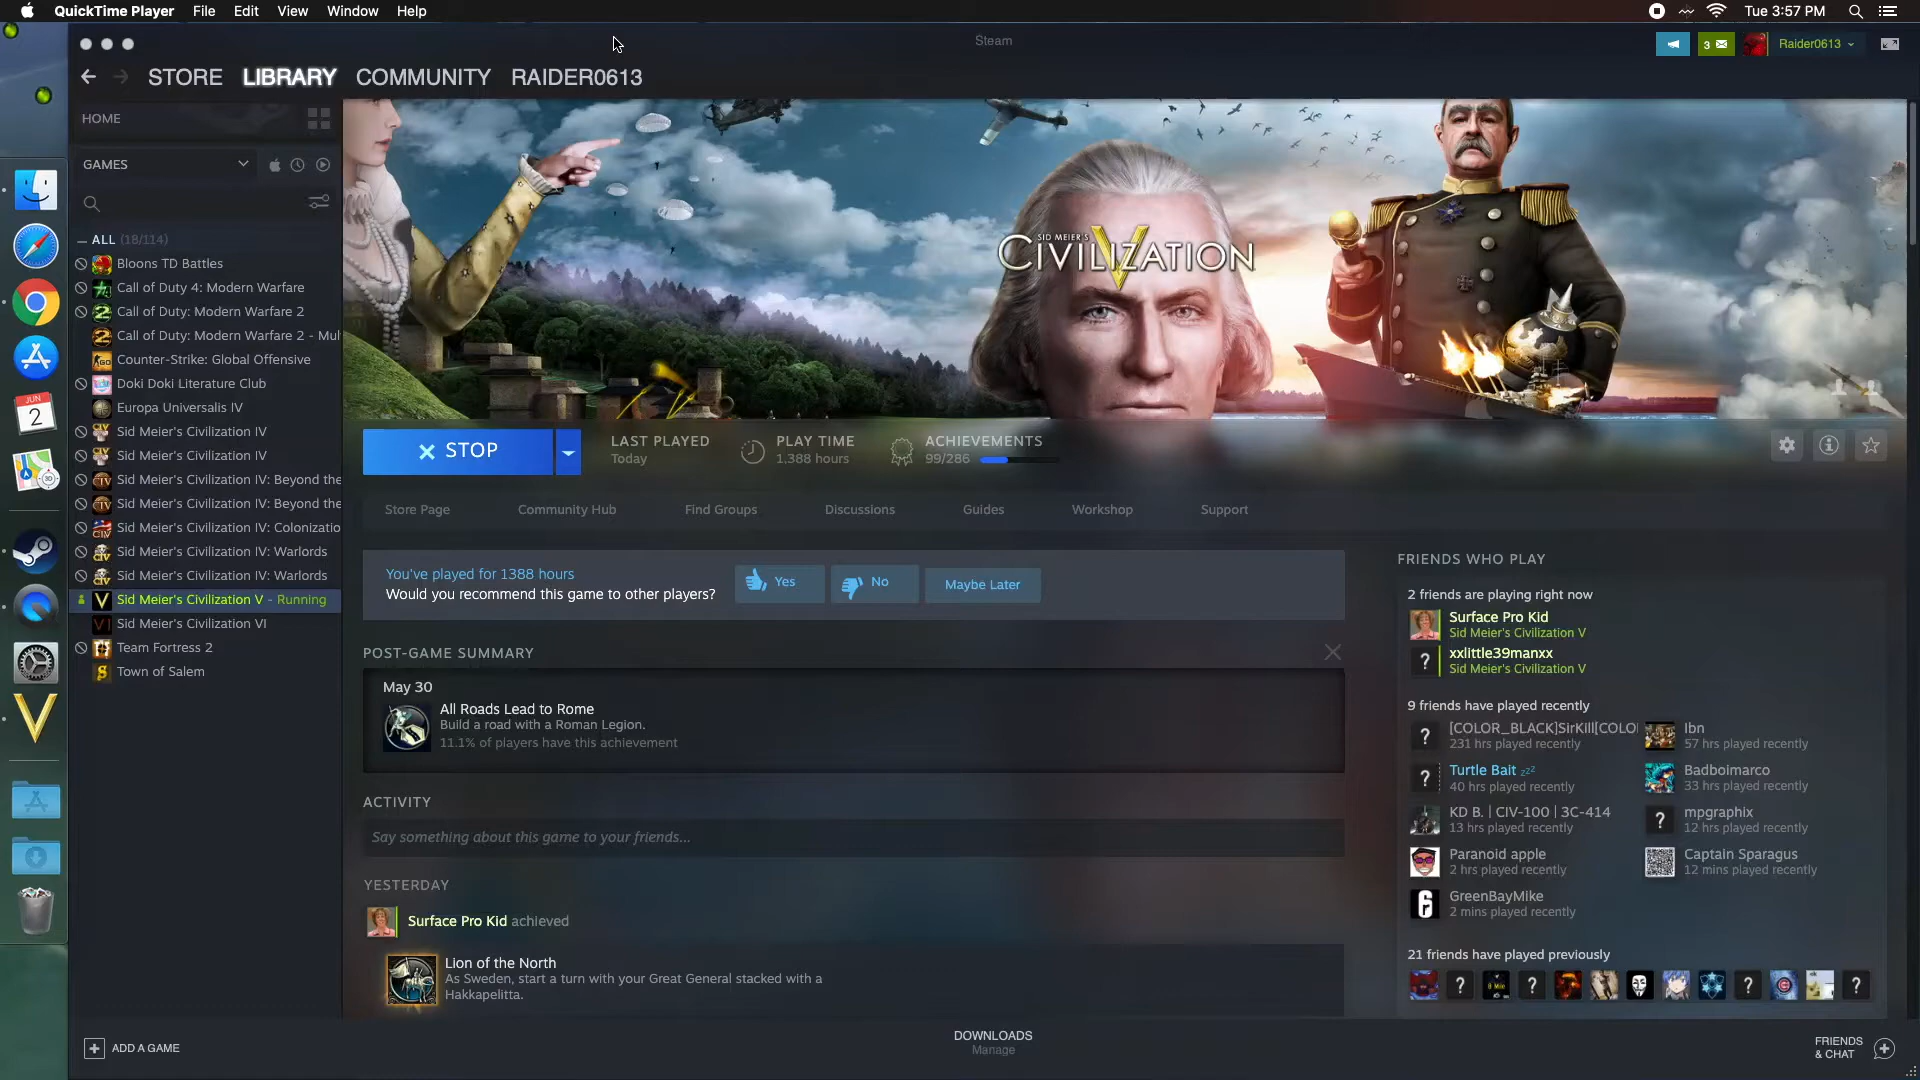 QuickTime Player File Edit View Window Help
Tue 3:57 PM
Steam
3
Raider0613
STORE LIBRARY COMMUNITY RAIDER0613
HOME
GAMES
ALL (18/114)
Bloons TD Battles
Call of Duty 4: Modern Warfare
Call of Duty: Modern Warfare 2
Call of Duty: Modern Warfare 2 - Mul
Counter-Strike: Global Offensive
Doki Doki Literature Club
Europa Universalis IV
Sid Meier's Civilization IV
Sid Meier's Civilization IV
Sid Meier's Civilization IV: Beyond the
Sid Meier's Civilization IV: Beyond the
Sid Meier's Civilization IV: Colonizatio
Sid Meier's Civilization IV: Warlords
Sid Meier's Civilization IV: Warlords
Sid Meier's Civilization V - Running
Sid Meier's Civilization VI
Team Fortress 2
Town of Salem
JUN
2
SID MEIER'S
CIVILIZATION
V
STOP
LAST PLAYED
Today
PLAY TIME
1,388 hours
ACHIEVEMENTS
99/286
Store Page Community Hub Find Groups Discussions Guides Workshop Support
You've played for 1388 hours
Would you recommend this game to other players?
Yes No Maybe Later
POST-GAME SUMMARY
May 30
All Roads Lead to Rome
Build a road with a Roman Legion.
11.1% of players have this achievement
ACTIVITY
Say something about this game to your friends...
YESTERDAY
Surface Pro Kid achieved
Lion of the North
As Sweden, start a turn with your Great General stacked with a
Hakkapelitta.
FRIENDS WHO PLAY
2 friends are playing right now
Surface Pro Kid
Sid Meier's Civilization V
xxlittle39manxx
Sid Meier's Civilization V
9 friends have played recently
[COLOR_BLACK]SirKill[COLO
231 hrs played recently
Ibn
57 hrs played recently
Turtle Bait zzz
40 hrs played recently
Badboimarco
33 hrs played recently
KD B. | CIV-100 | 3C-414
13 hrs played recently
mpgraphix
12 hrs played recently
Paranoid apple
2 hrs played recently
Captain Sparagus
12 mins played recently
GreenBayMike
2 mins played recently
21 friends have played previously
ADD A GAME
DOWNLOADS
Manage
FRIENDS
& CHAT